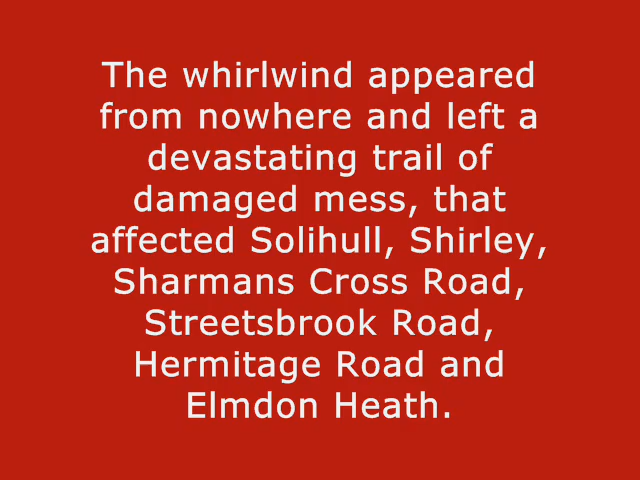 The whirlwind appeared
from nowhere and left a
devastating trail of
damaged mess, that
affected Solihull, Shirley,
Sharmans Cross Road,
Streetsbrook Road,
Hermitage Road and
Elmdon Heath.